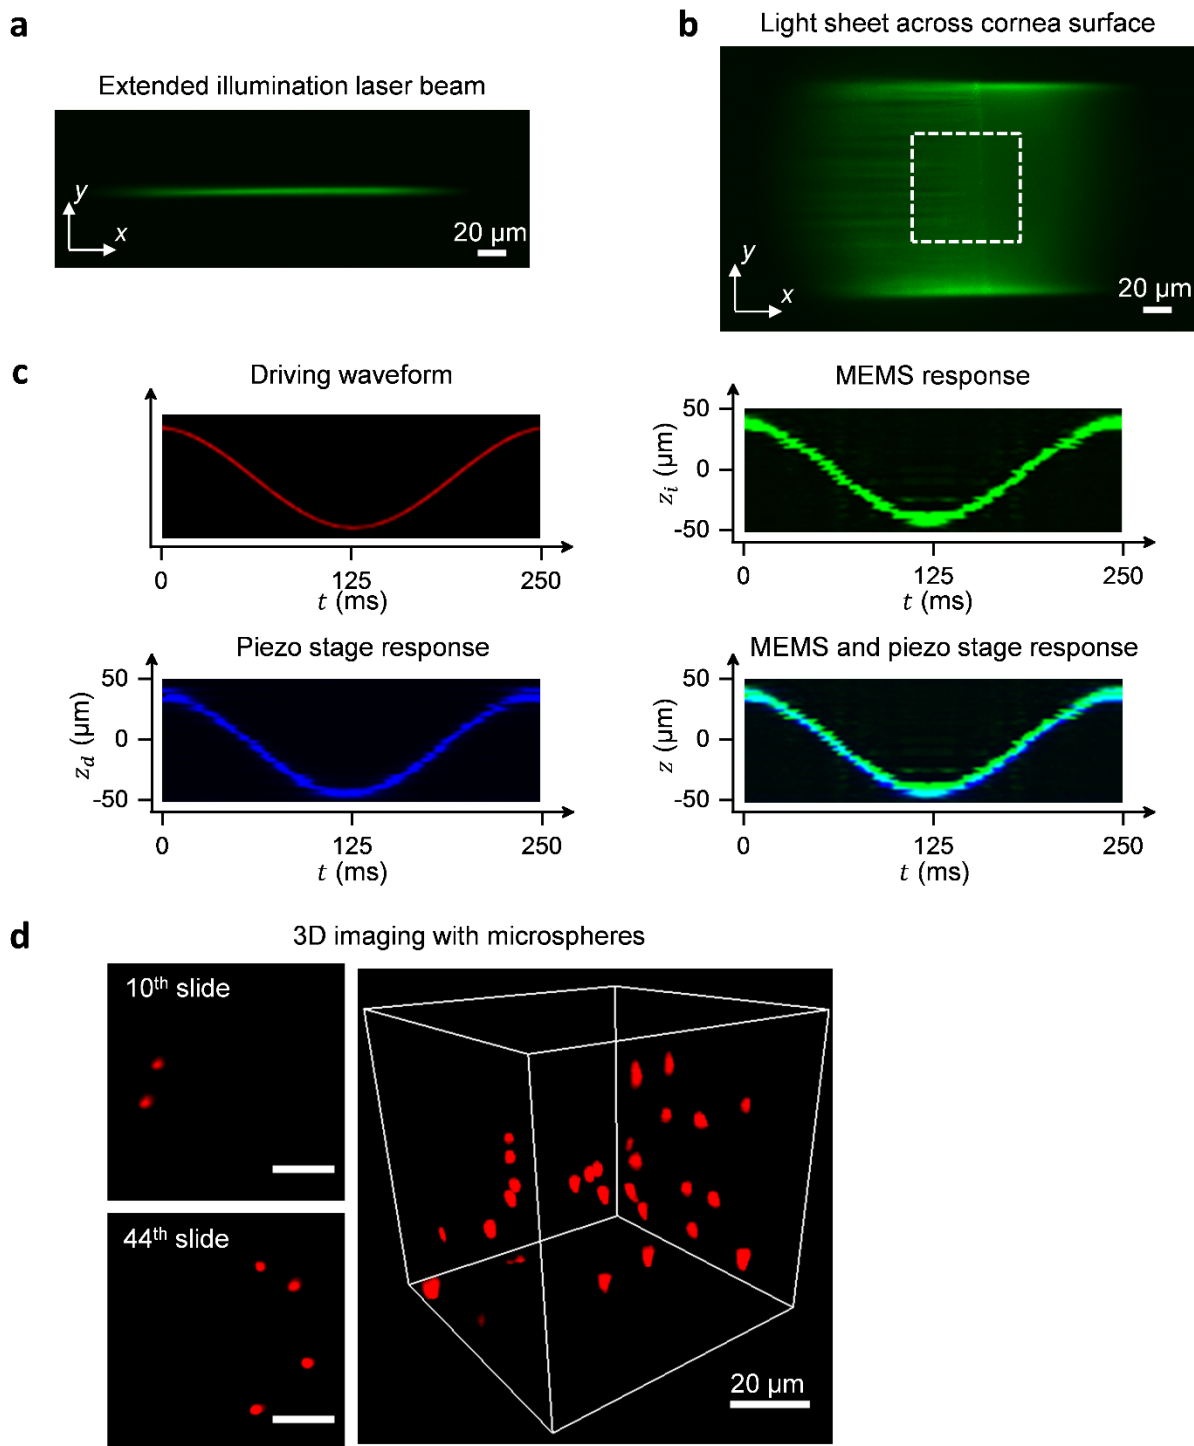 a
Extended illumination laser beam
y
x
20 µm
b
Light sheet across cornea surface
y
x
20 µm
c
Driving waveform
0
125
250
t (ms)
MEMS response
50
0
-50
z_i (µm)
0
125
250
t (ms)
Piezo stage response
50
0
-50
z_d (µm)
0
125
250
t (ms)
MEMS and piezo stage response
50
0
-50
z (µm)
0
125
250
t (ms)
d
3D imaging with microspheres
10th slide
44th slide
20 µm